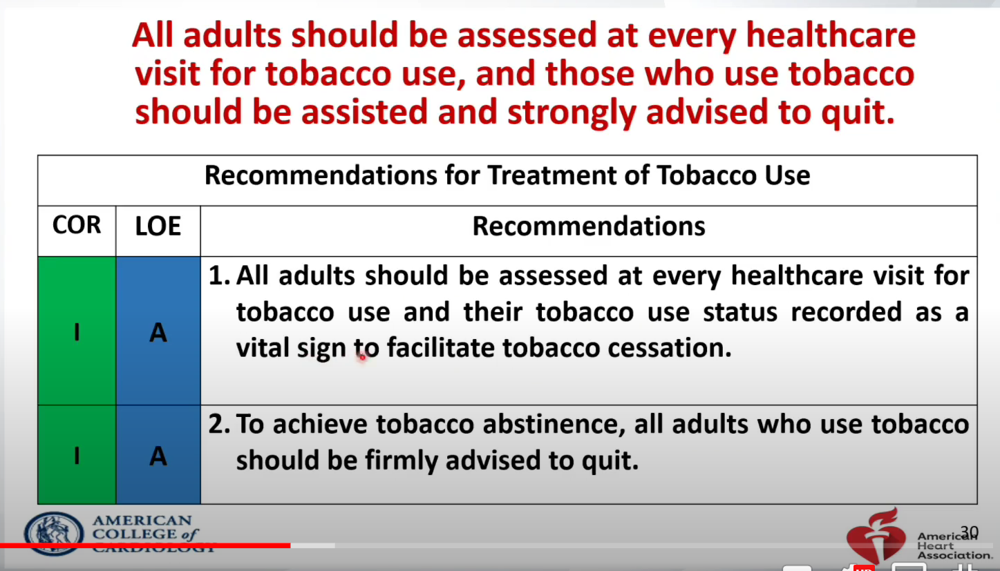 All adults should be assessed at every healthcare
visit for tobacco use, and those who use tobacco
should be assisted and strongly advised to quit.
Recommendations for Treatment of Tobacco Use
COR LOE Recommendations
I A
1. All adults should be assessed at every healthcare visit for
tobacco use and their tobacco use status recorded as a
vital sign to facilitate tobacco cessation.
I A
2. To achieve tobacco abstinence, all adults who use tobacco
should be firmly advised to quit.
AMERICAN
COLLEGE of
CARDIOLOGY
30
American
Heart
Association.
HD